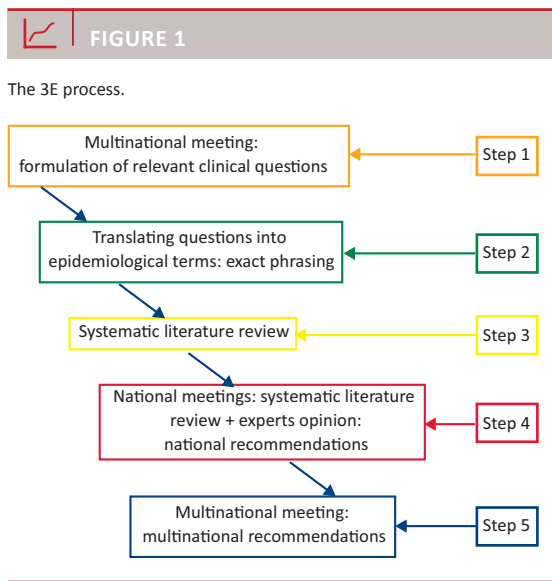 FIGURE 1
The 3E process.
Multinational meeting:
formulation of relevant clinical questions
Step 1
Translating questions into
epidemiological terms: exact phrasing
Step 2
Systematic literature review
Step 3
National meetings: systematic literature
review + experts opinion:
national recommendations
Step 4
Multinational meeting:
multinational recommendations
Step 5